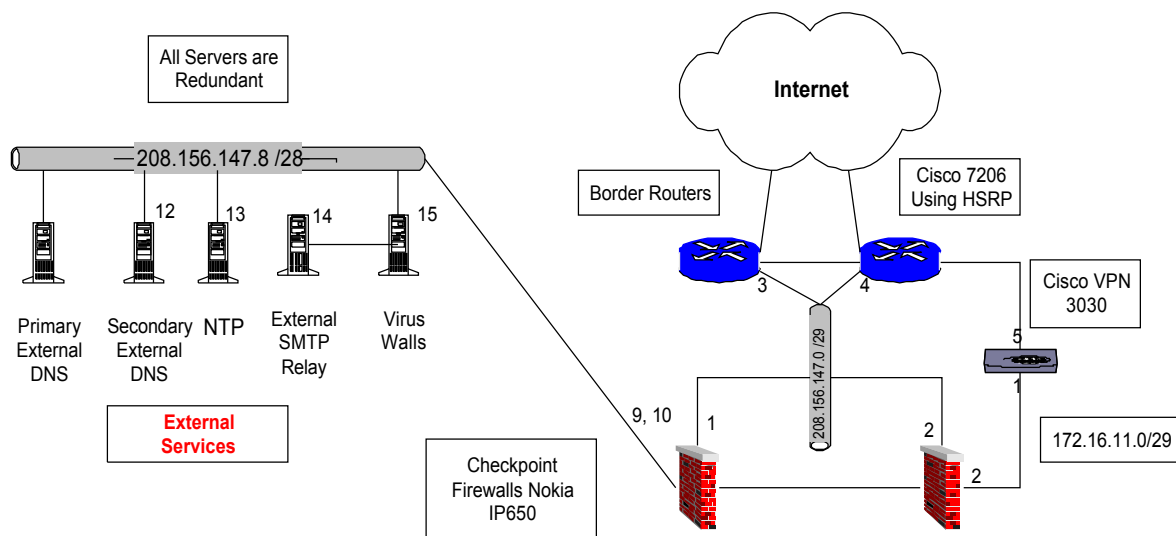 All Servers are
Redundant
Internet
208.156.147.8 /28
Border Routers
Cisco 7206
Using HSRP
12
13
14
15
3
4
Cisco VPN
3030
Primary
External
DNS
Secondary
External
DNS
NTP
External
SMTP
Relay
Virus
Walls
5
1
208.156.147.0 /29
External
Services
9, 10
1
2
2
172.16.11.0/29
Checkpoint
Firewalls Nokia
IP650